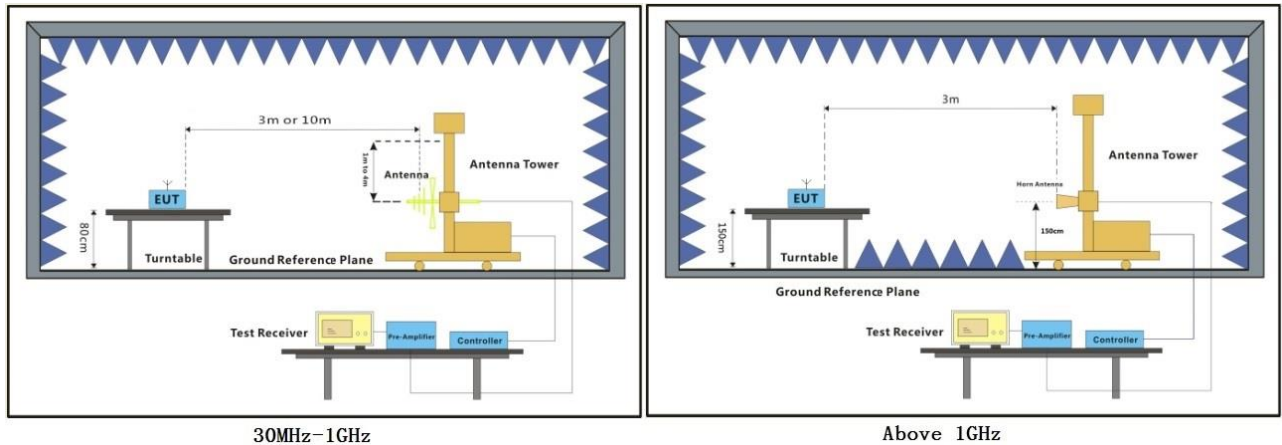 3m or 10m
1m to 4m
Antenna
Antenna Tower
EUT
80cm
Turntable
Ground Reference Plane
Test Receiver
Pre-Amplifier
Controller
30MHz-1GHz
3m
Antenna Tower
Horn Antenna
EUT
150cm
150cm
Turntable
Ground Reference Plane
Test Receiver
Pre-Amplifier
Controller
Above 1GHz